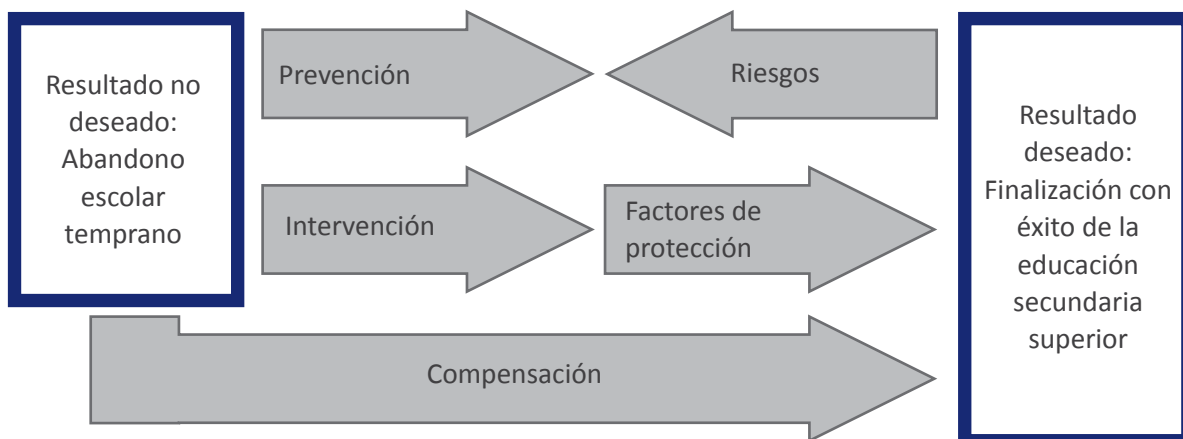 Resultado no
deseado:
Abandono
escolar
temprano
Prevención
Riesgos
Intervención
Factores de
protección
Compensación
Resultado
deseado:
Finalización con
éxito de la
educación
secundaria
superior